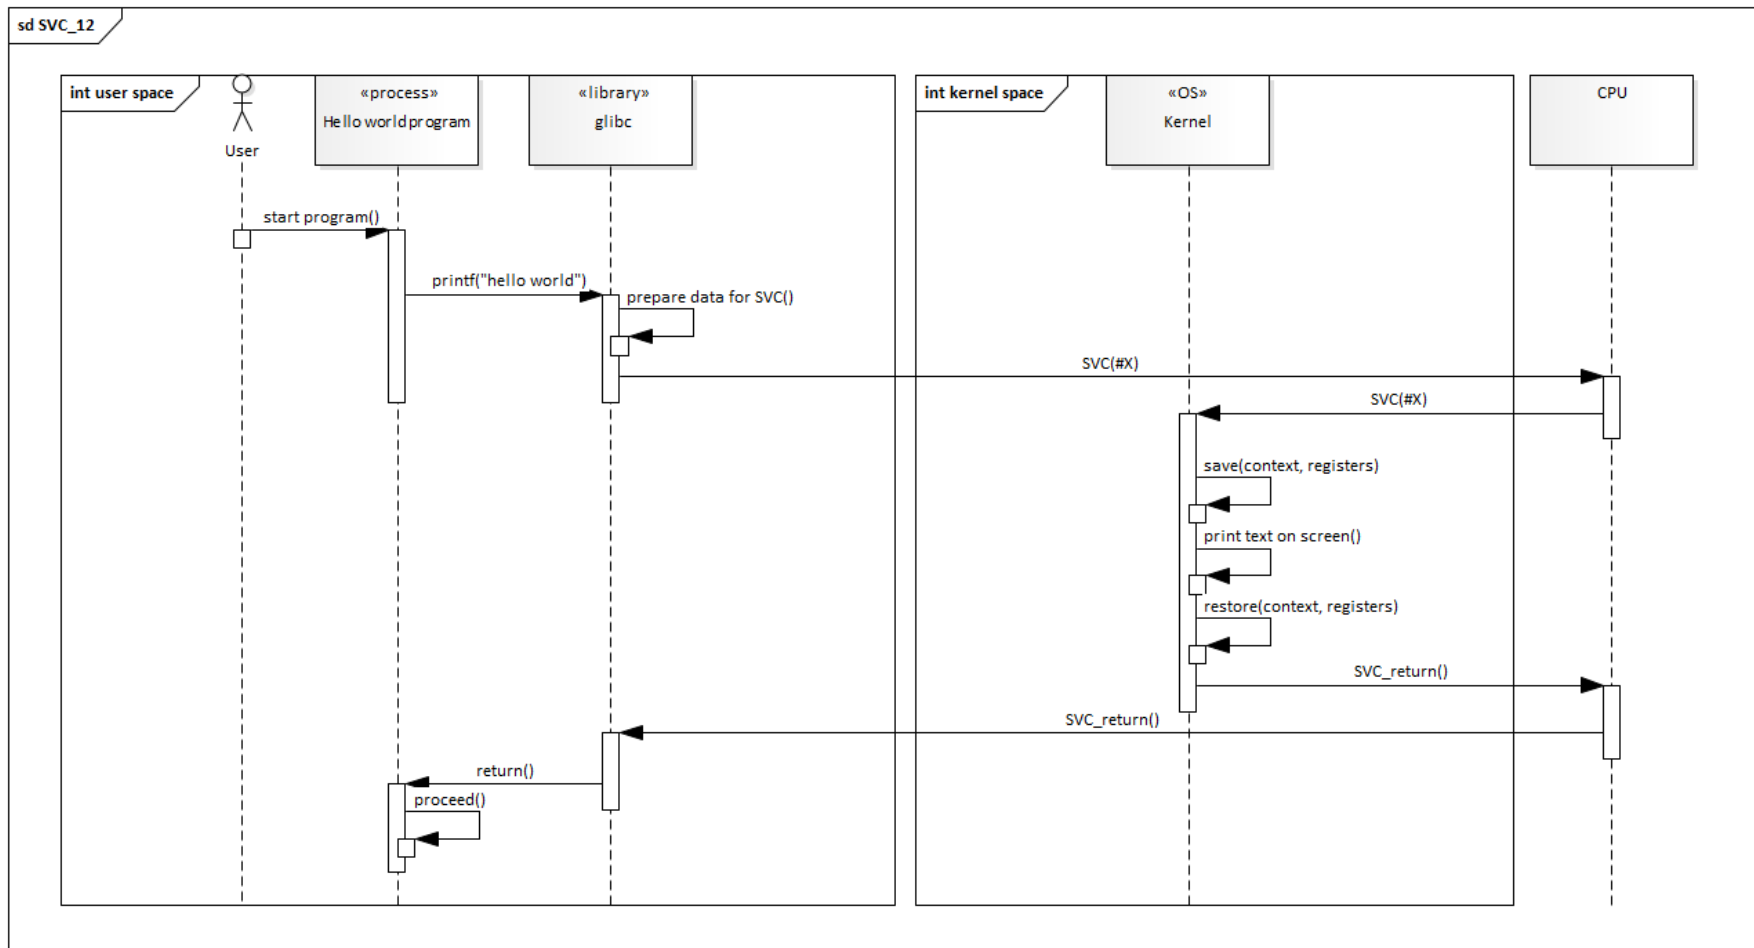 sd SVC_12
int user space
User
«process»
Hello world program
«library»
glibc
int kernel space
«OS»
Kernel
CPU
start program()
printf("hello world")
prepare data for SVC()
SVC(#X)
SVC(#X)
save(context, registers)
print text on screen()
restore(context, registers)
SVC_return()
SVC_return()
return()
proceed()